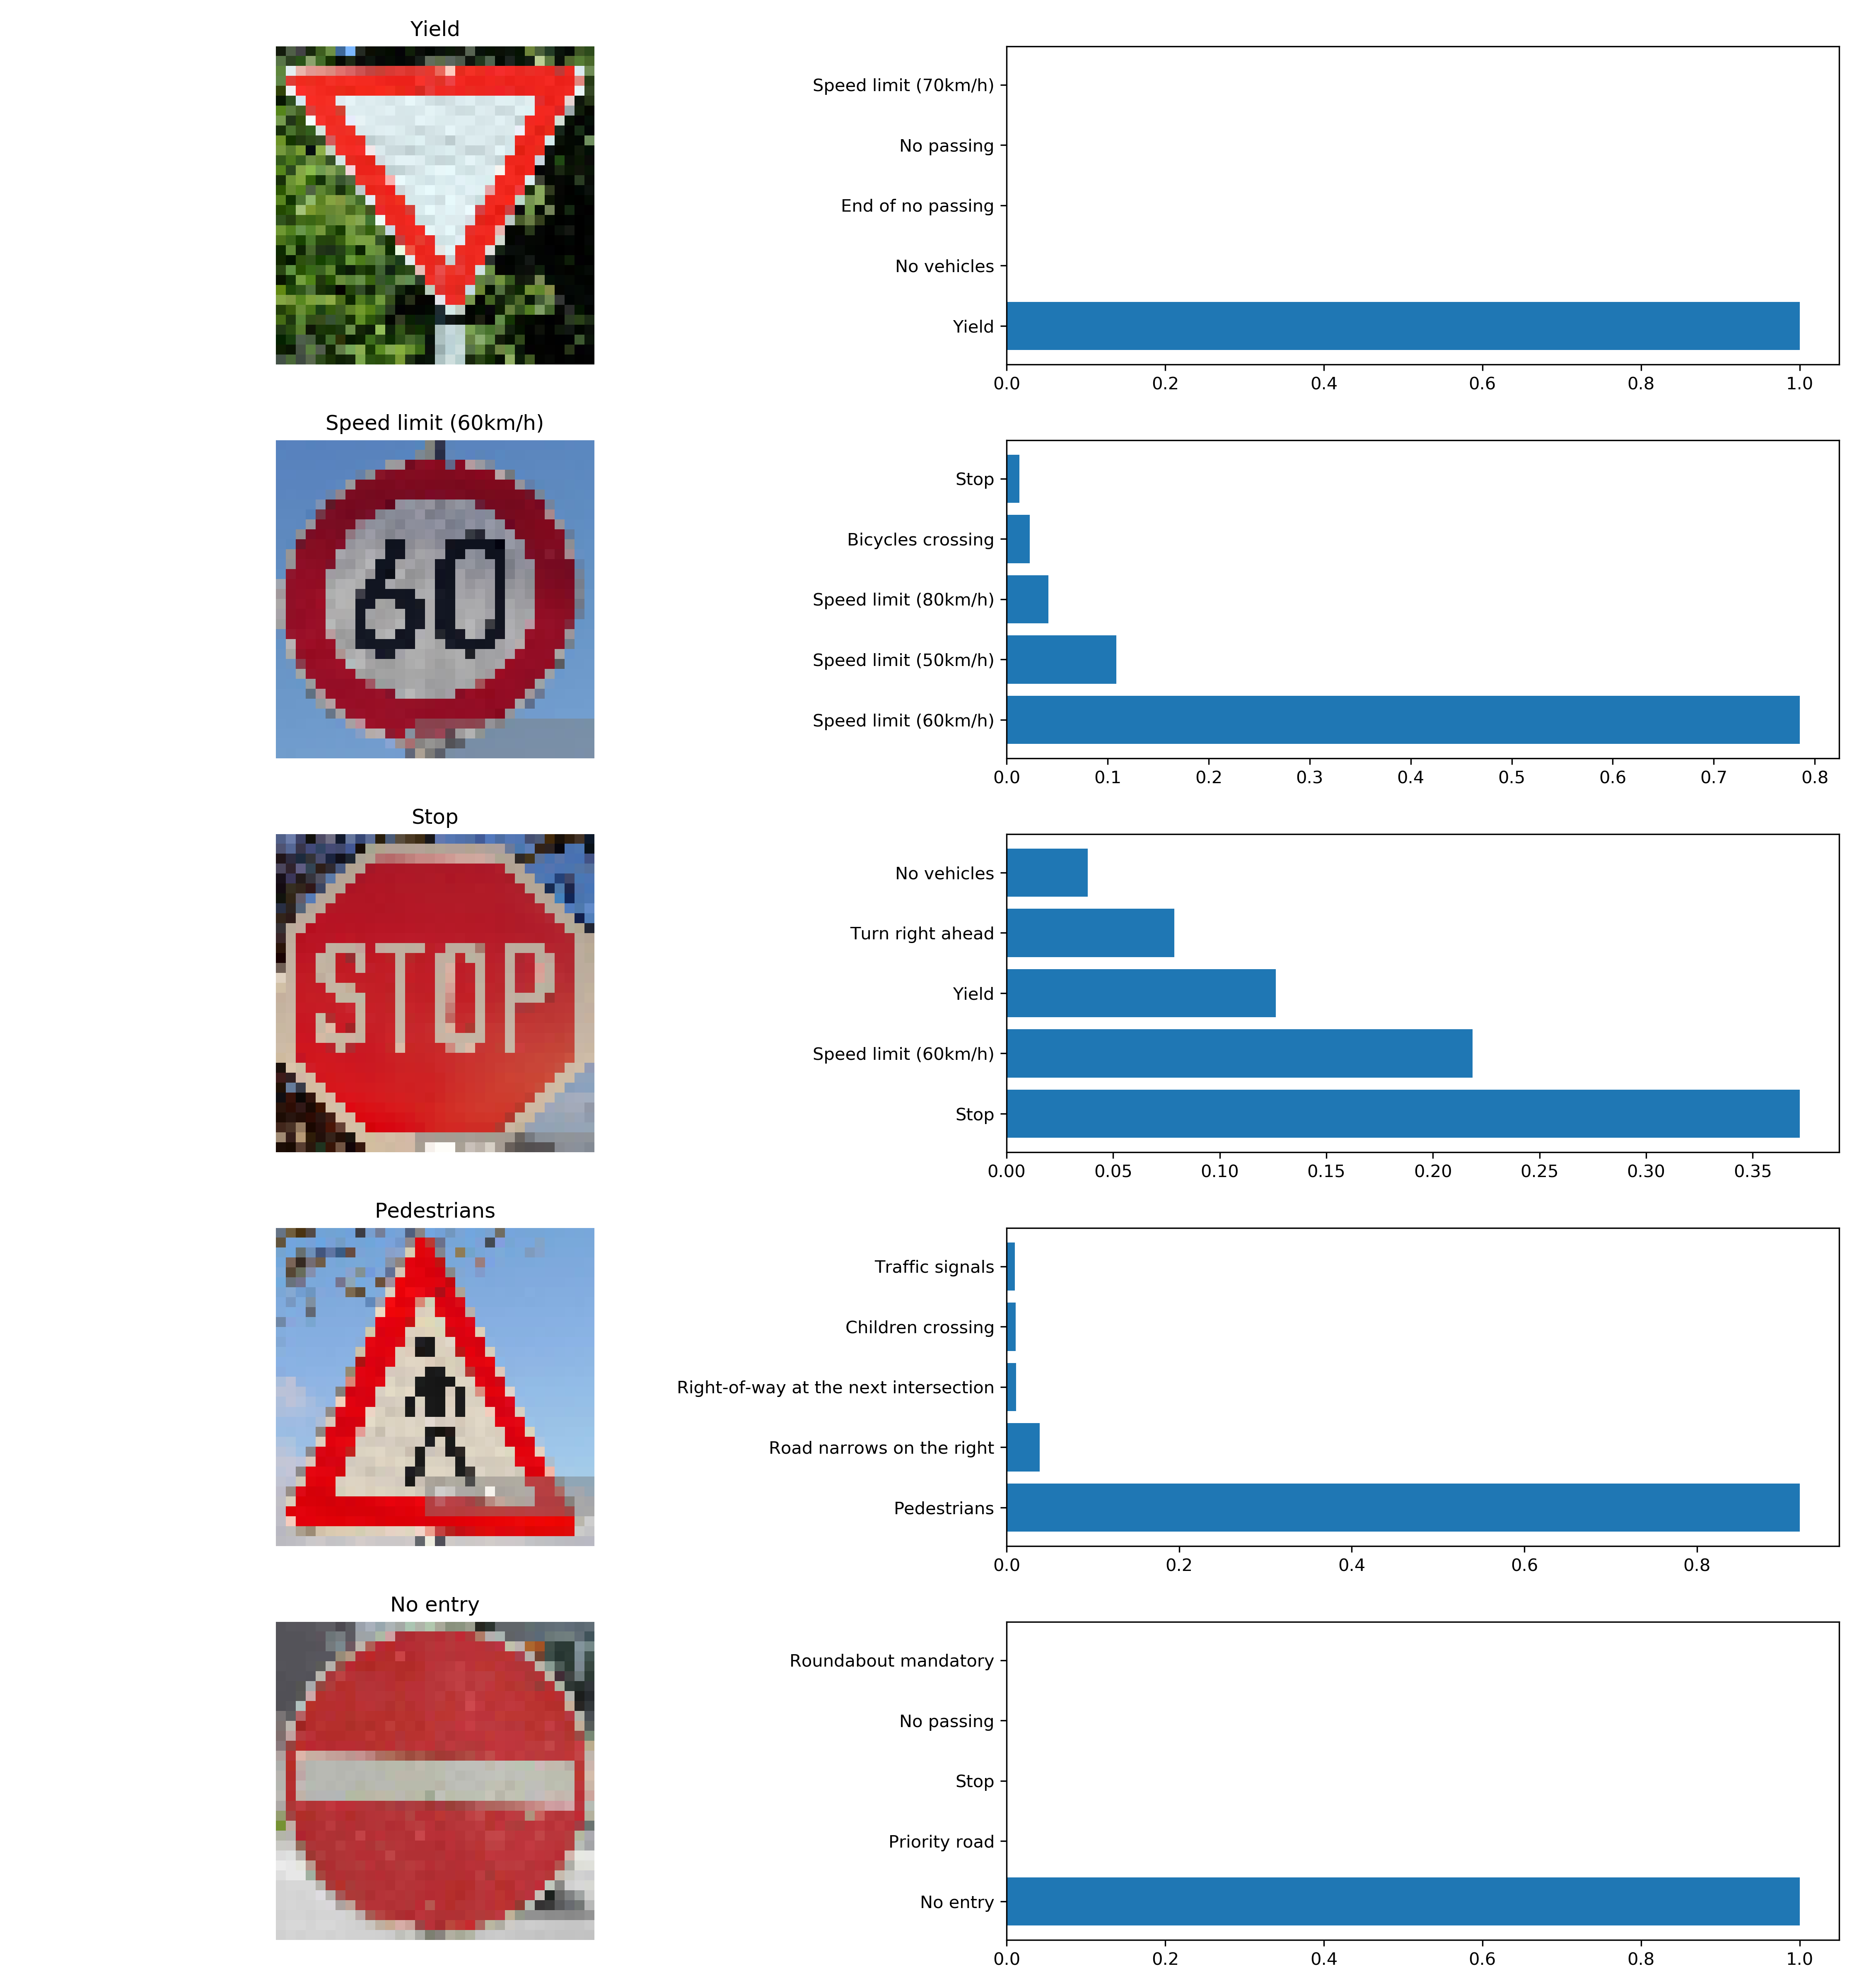 Yield
Speed limit (70km/h)
No passing
End of no passing
No vehicles
Yield
0.0 0.2 0.4 0.6 0.8 1.0
Speed limit (60km/h)
60
Stop
Bicycles crossing
Speed limit (80km/h)
Speed limit (50km/h)
Speed limit (60km/h)
0.0 0.1 0.2 0.3 0.4 0.5 0.6 0.7 0.8
Stop
STOP
No vehicles
Turn right ahead
Yield
Speed limit (60km/h)
Stop
0.00 0.05 0.10 0.15 0.20 0.25 0.30 0.35
Pedestrians
Traffic signals
Children crossing
Right-of-way at the next intersection
Road narrows on the right
Pedestrians
0.0 0.2 0.4 0.6 0.8
No entry
Roundabout mandatory
No passing
Stop
Priority road
No entry
0.0 0.2 0.4 0.6 0.8 1.0